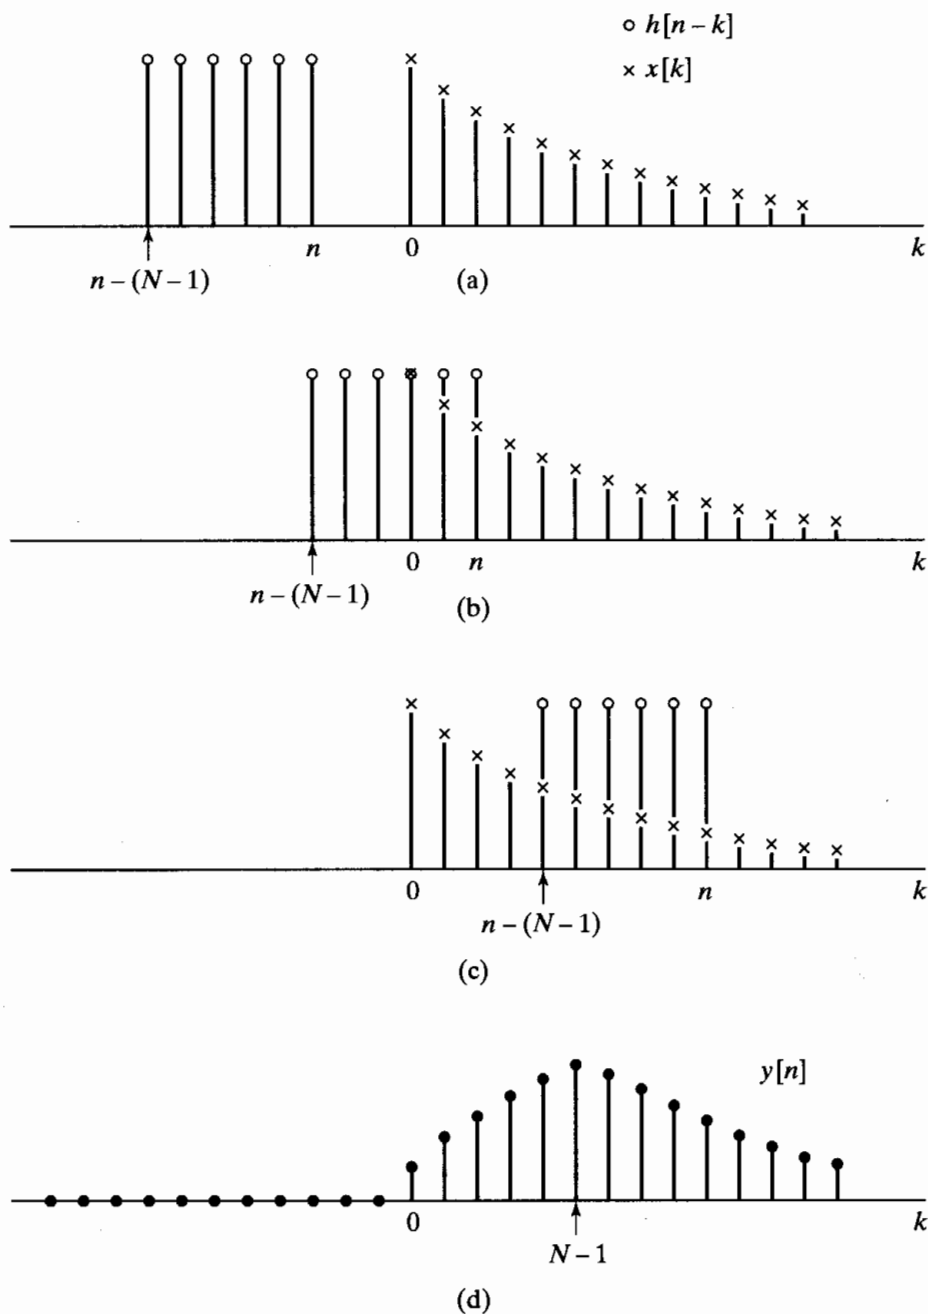 ○ h[n – k]
× x[k]
n 0 k
n – (N – 1)
(a)
0 n k
n – (N – 1)
(b)
0 n k
n – (N – 1)
(c)
y[n]
0 k
N – 1
(d)